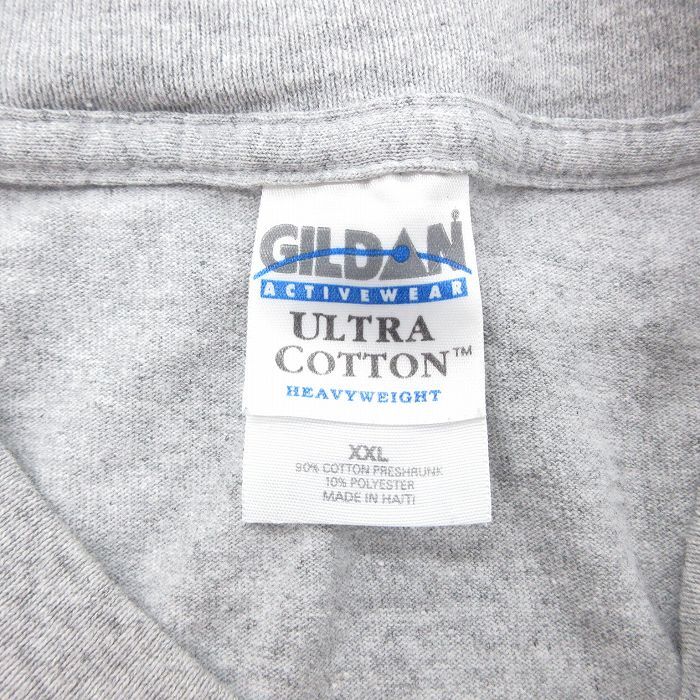 GILDAN
ACTIVEWEAR
ULTRA
COTTON™
HEAVYWEIGHT
XXL
90% COTTON PRESHRUNK
10% POLYESTER
MADE IN HAITI